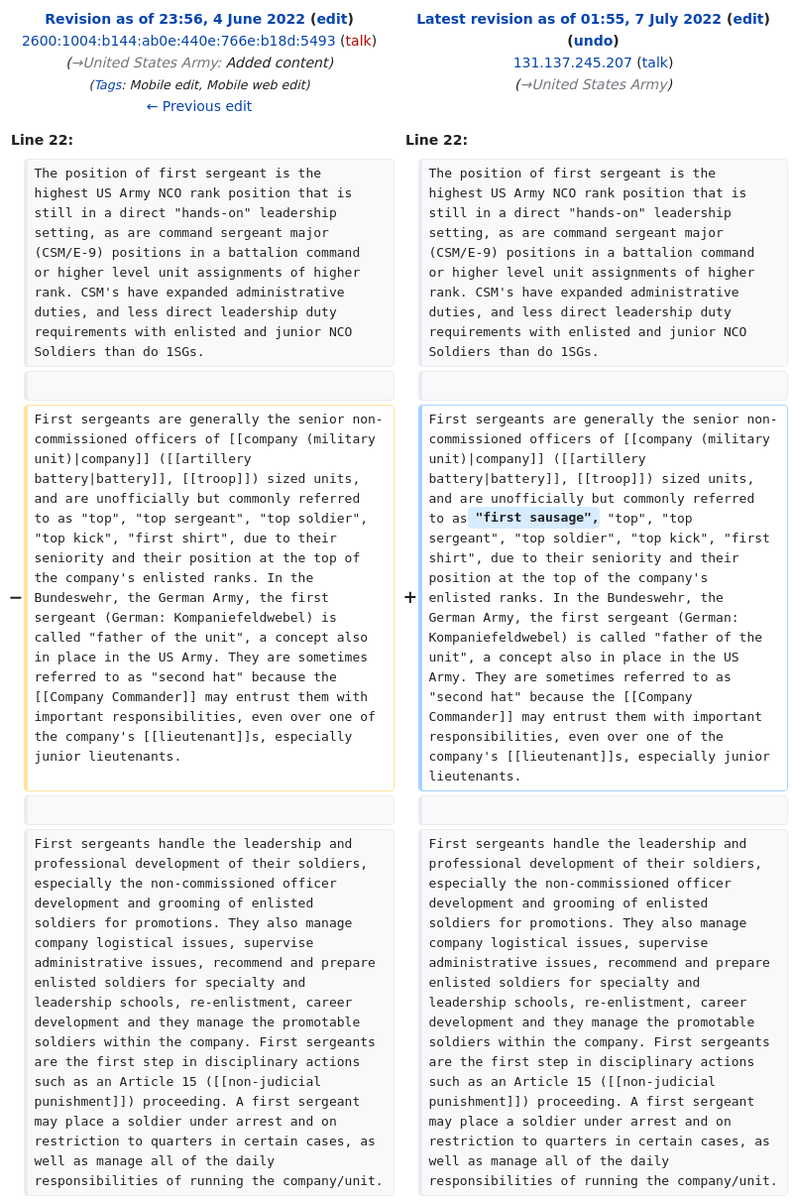 Revision as of 23:56, 4 June 2022 (edit)
2600:1004:b144:ab0e:440e:766e:b18d:5493 (talk)
(→United States Army: Added content)
(Tags: Mobile edit, Mobile web edit)
← Previous edit
Latest revision as of 01:55, 7 July 2022 (edit)
(undo)
131.137.245.207 (talk)
(→United States Army)
Line 22:
The position of first sergeant is the
highest US Army NCO rank position that is
still in a direct "hands-on" leadership
setting, as are command sergeant major
(CSM/E-9) positions in a battalion command
or higher level unit assignments of higher
rank. CSM's have expanded administrative
duties, and less direct leadership duty
requirements with enlisted and junior NCO
Soldiers than do 1SGs.
Line 22:
The position of first sergeant is the
highest US Army NCO rank position that is
still in a direct "hands-on" leadership
setting, as are command sergeant major
(CSM/E-9) positions in a battalion command
or higher level unit assignments of higher
rank. CSM's have expanded administrative
duties, and less direct leadership duty
requirements with enlisted and junior NCO
Soldiers than do 1SGs.
−
First sergeants are generally the senior non-
commissioned officers of [[company (military
unit)|company]] ([[artillery
battery|battery]], [[troop]]) sized units,
and are unofficially but commonly referred
to as "top", "top sergeant", "top soldier",
"top kick", "first shirt", due to their
seniority and their position at the top of
the company's enlisted ranks. In the
Bundeswehr, the German Army, the first
sergeant (German: Kompaniefeldwebel) is
called "father of the unit", a concept also
in place in the US Army. They are sometimes
referred to as "second hat" because the
[[Company Commander]] may entrust them with
important responsibilities, even over one of
the company's [[lieutenant]]s, especially
junior lieutenants.
+
First sergeants are generally the senior non-
commissioned officers of [[company (military
unit)|company]] ([[artillery
battery|battery]], [[troop]]) sized units,
and are unofficially but commonly referred
to as "first sausage", "top", "top
sergeant", "top soldier", "top kick", "first
shirt", due to their seniority and their
position at the top of the company's
enlisted ranks. In the Bundeswehr, the
German Army, the first sergeant (German:
Kompaniefeldwebel) is called "father of the
unit", a concept also in place in the US
Army. They are sometimes referred to as
"second hat" because the [[Company
Commander]] may entrust them with important
responsibilities, even over one of the
company's [[lieutenant]]s, especially junior
lieutenants.
First sergeants handle the leadership and
professional development of their soldiers,
especially the non-commissioned officer
development and grooming of enlisted
soldiers for promotions. They also manage
company logistical issues, supervise
administrative issues, recommend and prepare
enlisted soldiers for specialty and
leadership schools, re-enlistment, career
development and they manage the promotable
soldiers within the company. First sergeants
are the first step in disciplinary actions
such as an Article 15 ([[non-judicial
punishment]]) proceeding. A first sergeant
may place a soldier under arrest and on
restriction to quarters in certain cases, as
well as manage all of the daily
responsibilities of running the company/unit.
First sergeants handle the leadership and
professional development of their soldiers,
especially the non-commissioned officer
development and grooming of enlisted
soldiers for promotions. They also manage
company logistical issues, supervise
administrative issues, recommend and prepare
enlisted soldiers for specialty and
leadership schools, re-enlistment, career
development and they manage the promotable
soldiers within the company. First sergeants
are the first step in disciplinary actions
such as an Article 15 ([[non-judicial
punishment]]) proceeding. A first sergeant
may place a soldier under arrest and on
restriction to quarters in certain cases, as
well as manage all of the daily
responsibilities of running the company/unit.